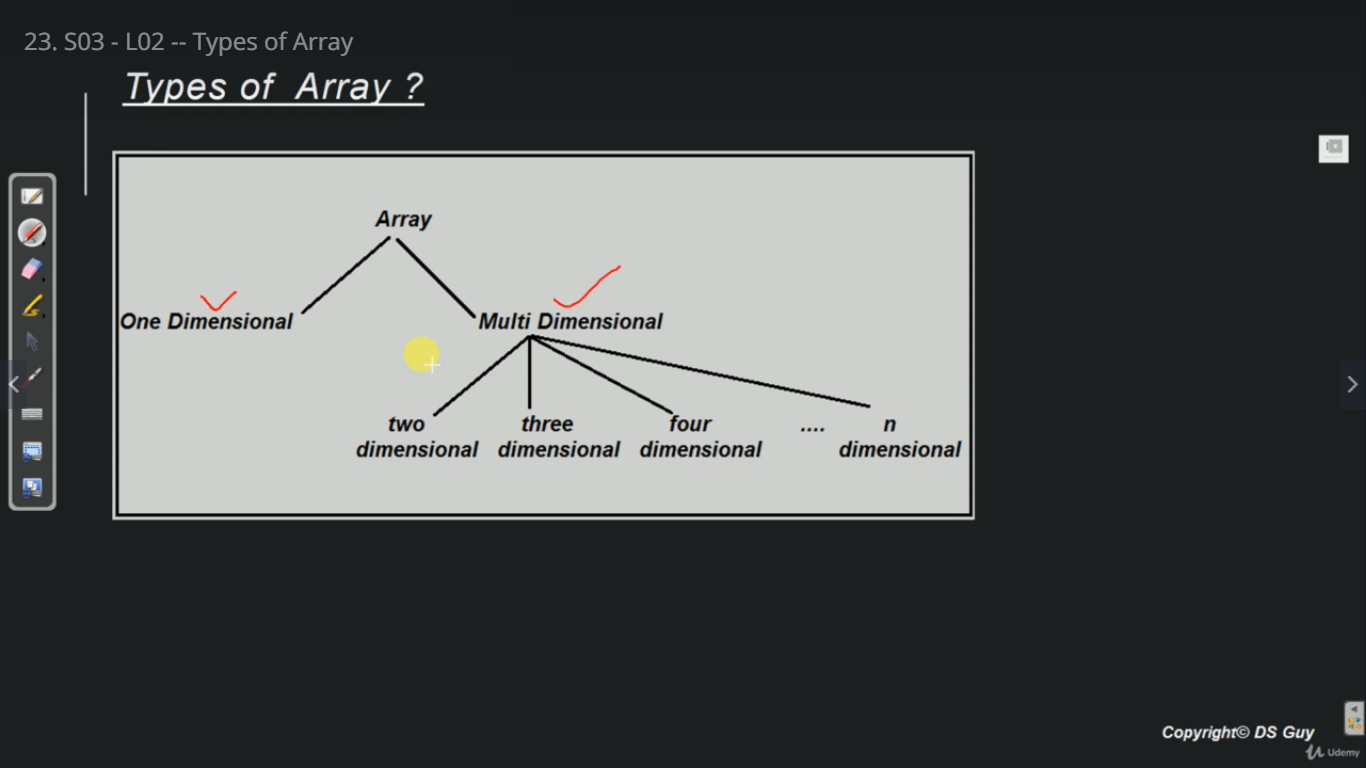 23. S03 - L02 -- Types of Array
Types of Array ?
Array
One Dimensional
Multi Dimensional
two dimensional
three dimensional
four dimensional
....
n dimensional
Copyright© DS Guy
Udemy